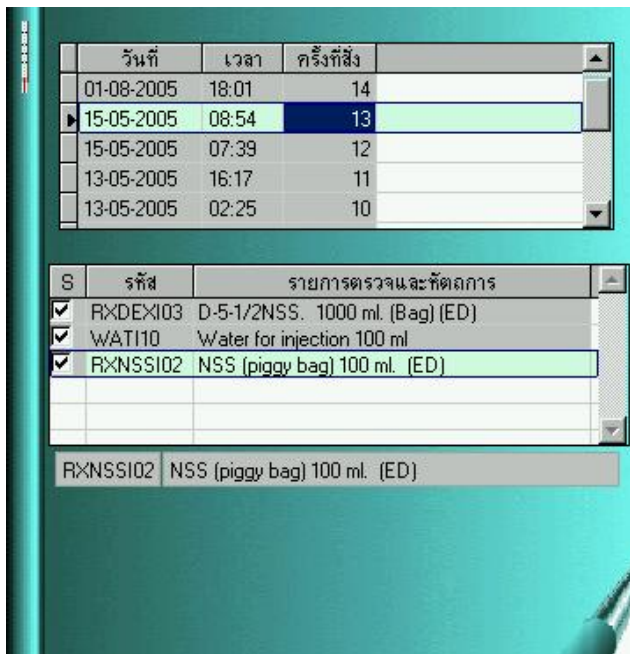 วันที่ เวลา ครั้งที่สั่ง
01-08-2005 18:01 14
15-05-2005 08:54 13
15-05-2005 07:39 12
13-05-2005 16:17 11
13-05-2005 02:25 10
S รหัส รายการตรวจและหัตถการ
RXDEXI03 D-5-1/2NSS. 1000 ml. (Bag) (ED)
WATI10 Water for injection 100 ml
RXNSSI02 NSS (piggy bag) 100 ml. (ED)
RXNSSI02 NSS (piggy bag) 100 ml. (ED)